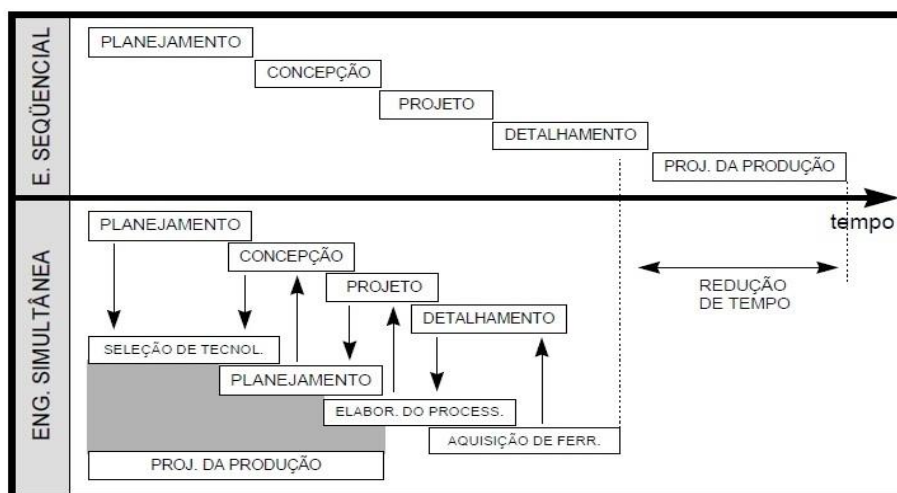 E. SEQÜENCIAL
PLANEJAMENTO
CONCEPÇÃO
PROJETO
DETALHAMENTO
PROJ. DA PRODUÇÃO
tempo
ENG. SIMULTÂNEA
PLANEJAMENTO
CONCEPÇÃO
PROJETO
DETALHAMENTO
REDUÇÃO
DE TEMPO
SELEÇÃO DE TECNOL.
PLANEJAMENTO
ELABOR. DO PROCESS.
AQUISIÇÃO DE FERR.
PROJ. DA PRODUÇÃO